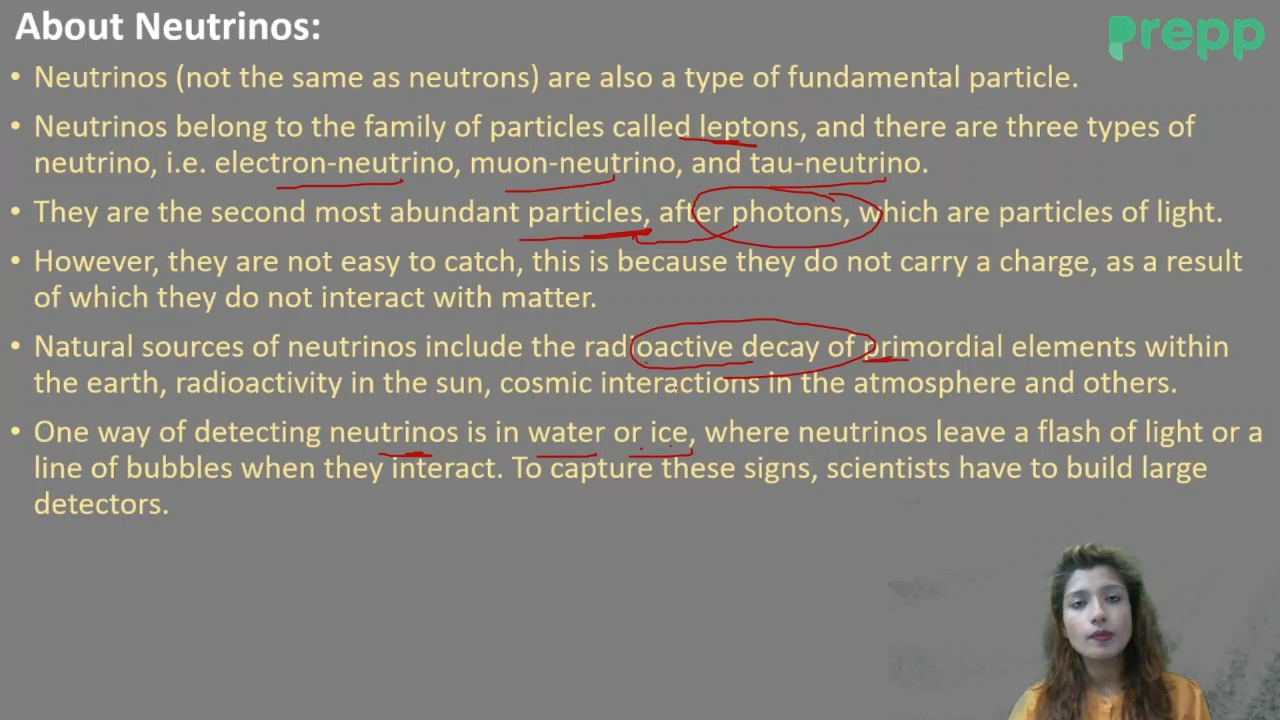 About Neutrinos:
prepp
• Neutrinos (not the same as neutrons) are also a type of fundamental particle.
• Neutrinos belong to the family of particles called leptons, and there are three types of
neutrino, i.e. electron-neutrino, muon-neutrino, and tau-neutrino.
• They are the second most abundant particles, after photons, which are particles of light.
• However, they are not easy to catch, this is because they do not carry a charge, as a result
of which they do not interact with matter.
• Natural sources of neutrinos include the radioactive decay of primordial elements within
the earth, radioactivity in the sun, cosmic interactions in the atmosphere and others.
• One way of detecting neutrinos is in water or ice, where neutrinos leave a flash of light or a
line of bubbles when they interact. To capture these signs, scientists have to build large
detectors.